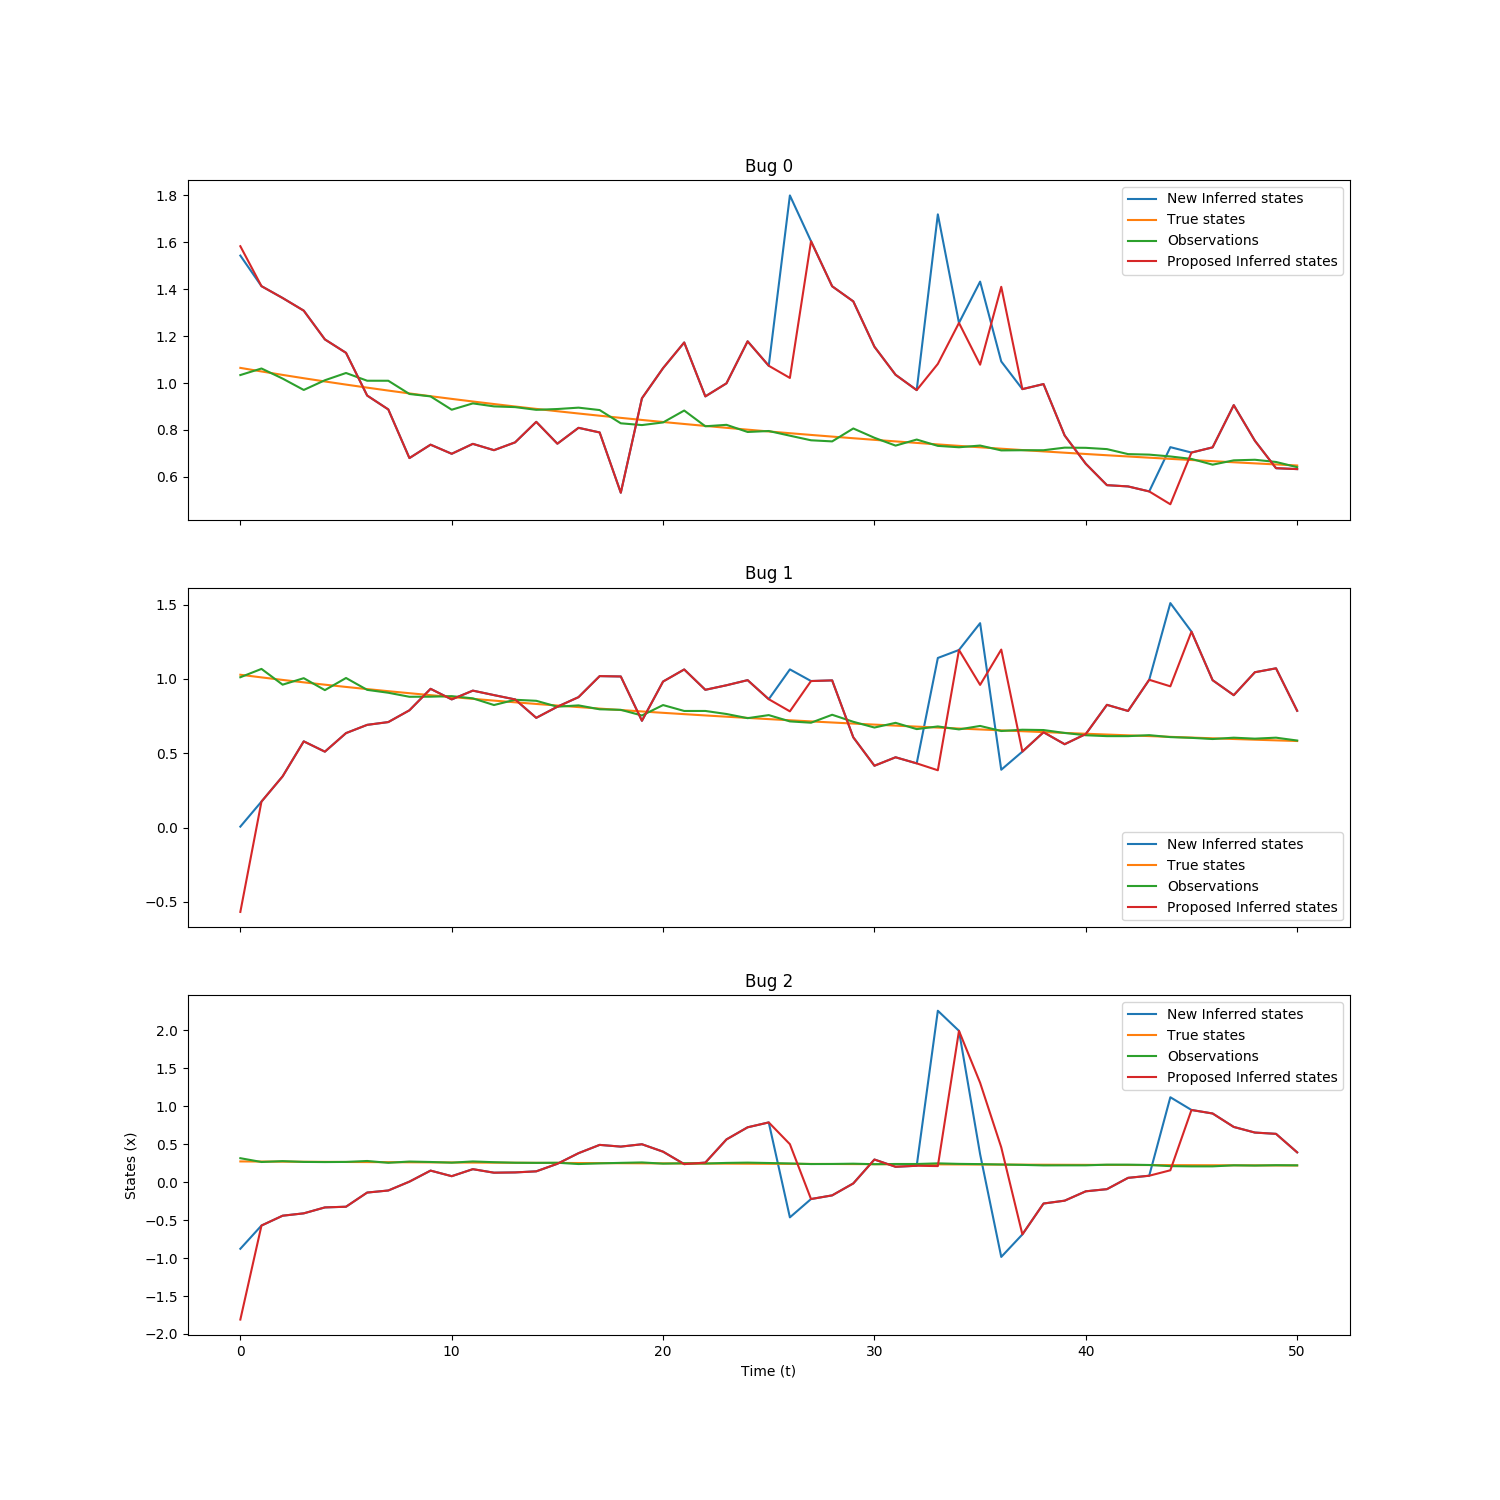 Bug 0
1.8
1.6
1.4
1.2
1.0
0.8
0.6
New Inferred states
True states
Observations
Proposed Inferred states
Bug 1
1.5
1.0
0.5
0.0
−0.5
New Inferred states
True states
Observations
Proposed Inferred states
Bug 2
2.0
1.5
1.0
0.5
0.0
−0.5
−1.0
−1.5
−2.0
States (x)
New Inferred states
True states
Observations
Proposed Inferred states
0 10 20 30 40 50
Time (t)